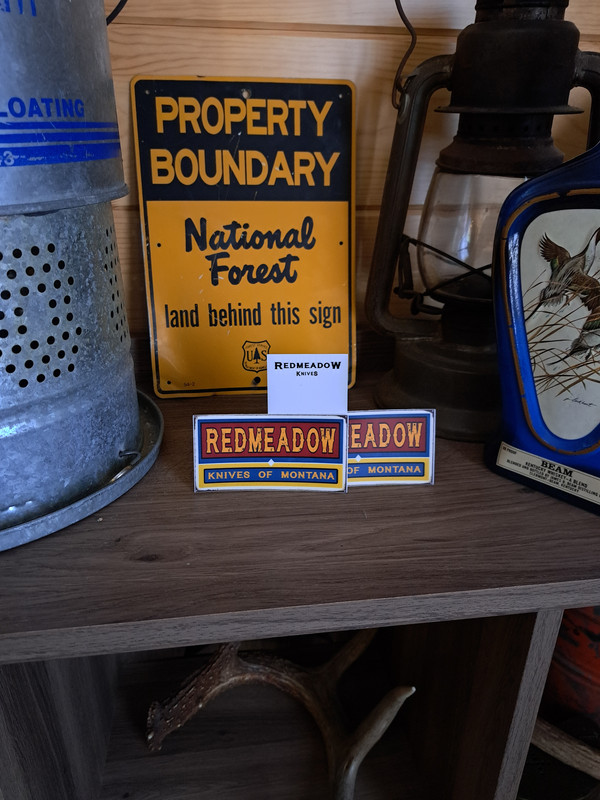 LOATING
PROPERTY
BOUNDARY
National
Forest
land behind this sign
US
REDMEADOW
KNIVES
REDMEADOW
KNIVES OF MONTANA
EADOW
OF MONTANA
BEAM